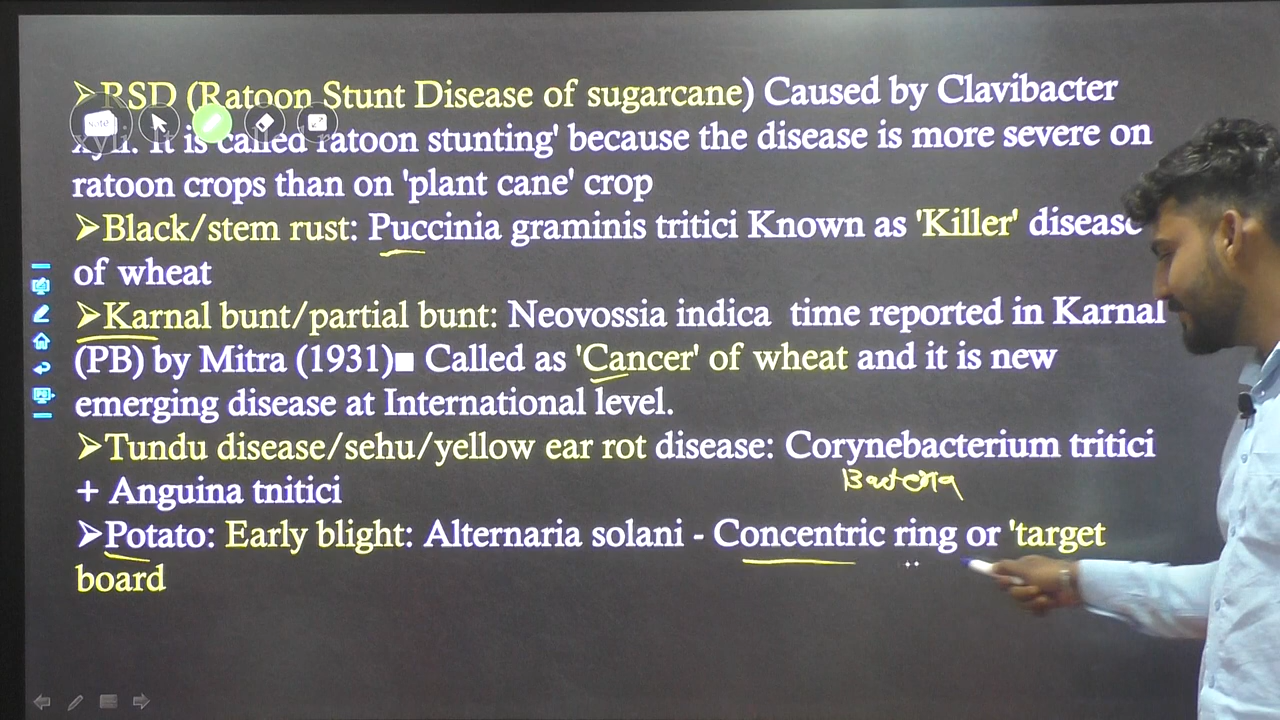 ➢RSD (Ratoon Stunt Disease of sugarcane) Caused by Clavibacter
xyli. It is called ratoon stunting' because the disease is more severe on
ratoon crops than on 'plant cane' crop
➢Black/stem rust: Puccinia graminis tritici Known as 'Killer' disease
of wheat
➢Karnal bunt/partial bunt: Neovossia indica time reported in Karnal
(PB) by Mitra (1931)■ Called as 'Cancer' of wheat and it is new
emerging disease at International level.
➢Tundu disease/sehu/yellow ear rot disease: Corynebacterium tritici
Bacteria
+ Anguina tnitici
➢Potato: Early blight: Alternaria solani - Concentric ring or 'target
board